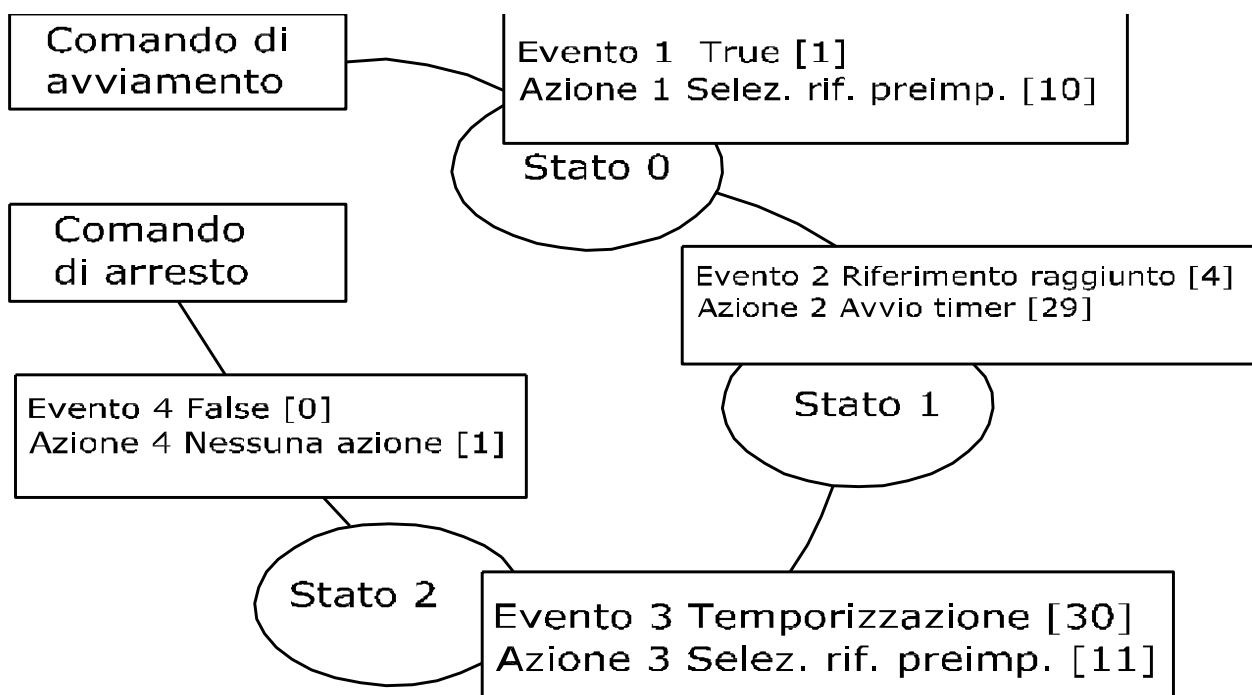 Comando di
avviamento
Evento 1 True [1]
Azione 1 Selez. rif. preimp. [10]
Stato 0
Comando
di arresto
Evento 2 Riferimento raggiunto [4]
Azione 2 Avvio timer [29]
Stato 1
Evento 4 False [0]
Azione 4 Nessuna azione [1]
Stato 2
Evento 3 Temporizzazione [30]
Azione 3 Selez. rif. preimp. [11]